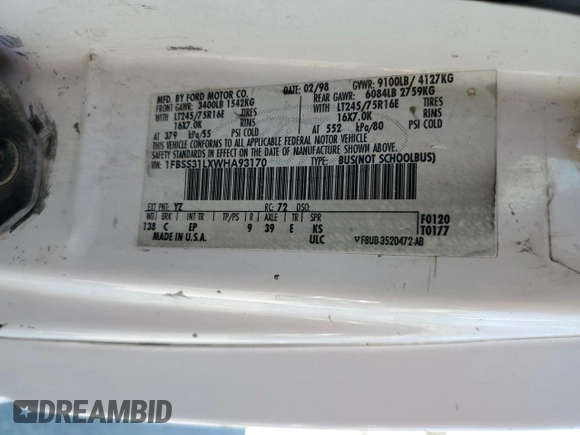 MFD. BY FORD MOTOR CO. 02/98 GVWR: 9100LB/ 4127KG
FRONT GAWR: 3400LB 1542KG REAR GAWR: 6084LB 2759KG
LT245/75R16E TIRES LT245/75R16E TIRES
16X7.0K RIMS 16X7.0K RIMS
AT 379 kPa/55 PSI COLD AT 552 kPa/80 PSI COLD
THIS VEHICLE CONFORMS TO ALL APPLICABLE FEDERAL MOTOR VEHICLE
SAFETY STANDARDS IN EFFECT ON THE DATE OF MANUFACTURE SHOWN ABOVE.
VIN: 1FBSS31LXWHA93170 TYPE: BUS(NOT SCHOOLBUS)
EXT PNT: YZ RC: 72 DSO:
WB BRK INT TR TP/PS R AXLE TR SPR F0120
138 C EP 9 39 E KS T0177
MADE IN U.S.A. ULC ▽FBUB-3520472-AB
DREAMBID